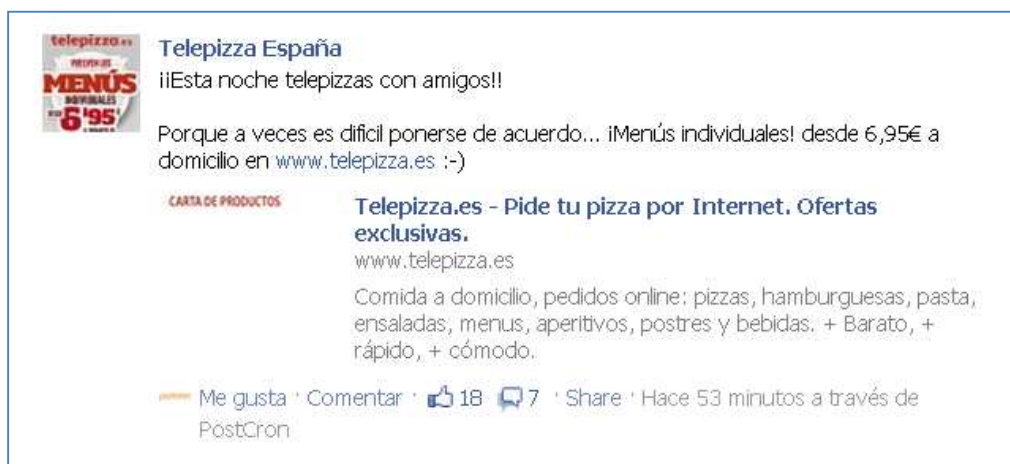 telepizza.es
MENÚS
INDIVIDUALES
6'95
Telepizza España
¡¡Esta noche telepizzas con amigos!!
Porque a veces es dificil ponerse de acuerdo... ¡Menús individuales! desde 6,95€ a
domicilio en www.telepizza.es :-)
CARTA DE PRODUCTOS
Telepizza.es - Pide tu pizza por Internet. Ofertas
exclusivas.
www.telepizza.es
Comida a domicilio, pedidos online: pizzas, hamburguesas, pasta,
ensaladas, menus, aperitivos, postres y bebidas. + Barato, +
rápido, + cómodo.
Me gusta · Comentar · 18 7 · Share · Hace 53 minutos a través de
PostCron